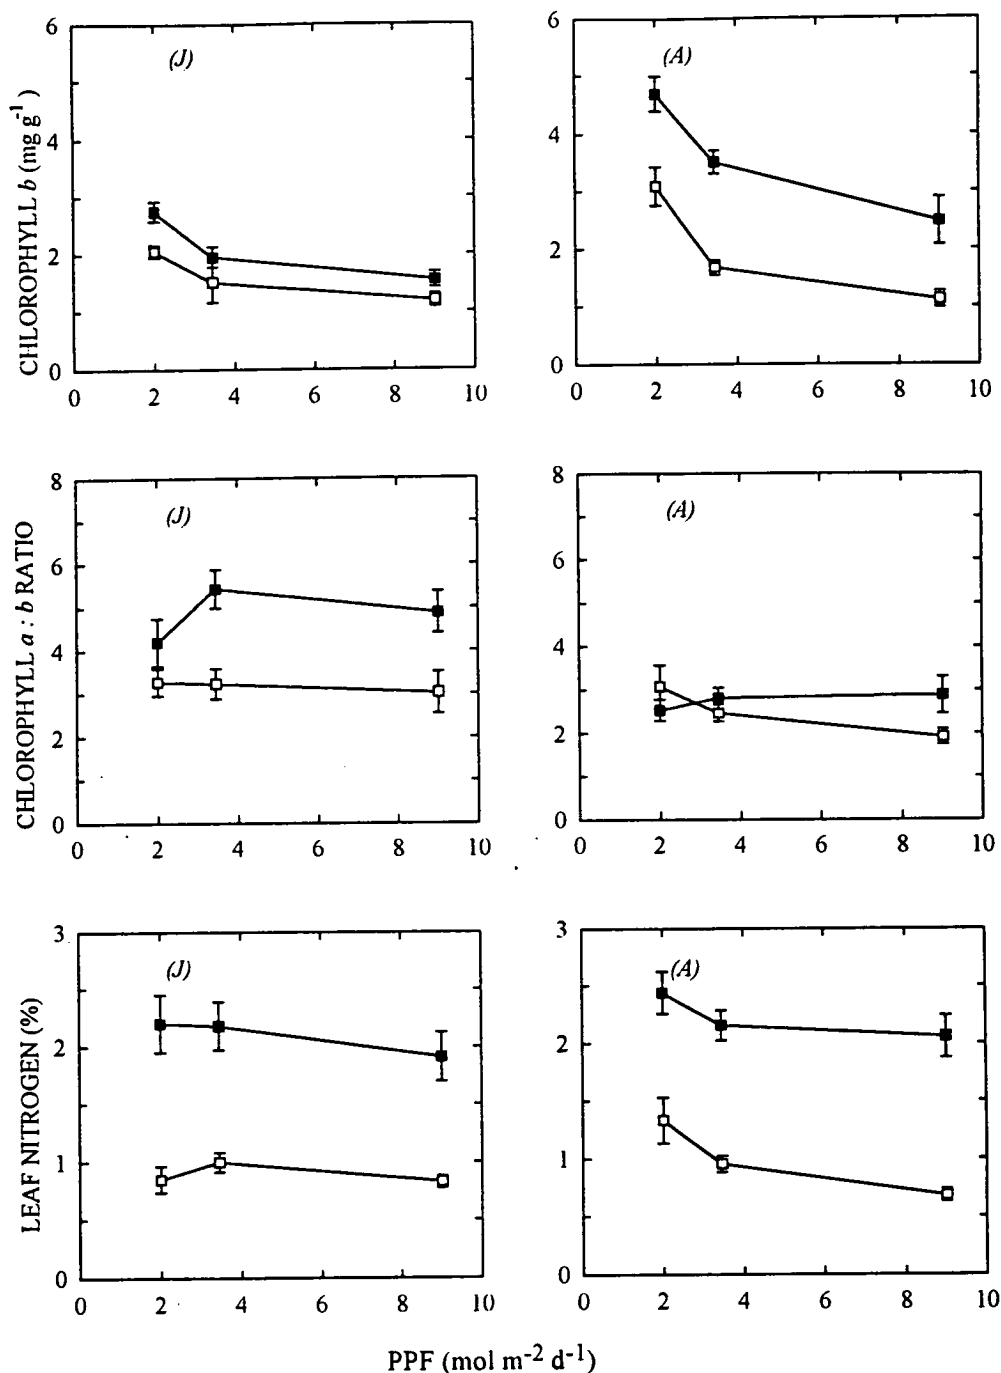 CHLOROPHYLL b (mg g-1)
6
4
2
0
(J)
0 2 4 6 8 10
6
4
2
0
(A)
0 2 4 6 8 10
CHLOROPHYLL a : b RATIO
8
6
4
2
0
(J)
0 2 4 6 8 10
8
6
4
2
0
(A)
0 2 4 6 8 10
LEAF NITROGEN (%)
3
2
1
0
(J)
0 2 4 6 8 10
3
2
1
0
(A)
0 2 4 6 8 10
PPF (mol m-2 d-1)